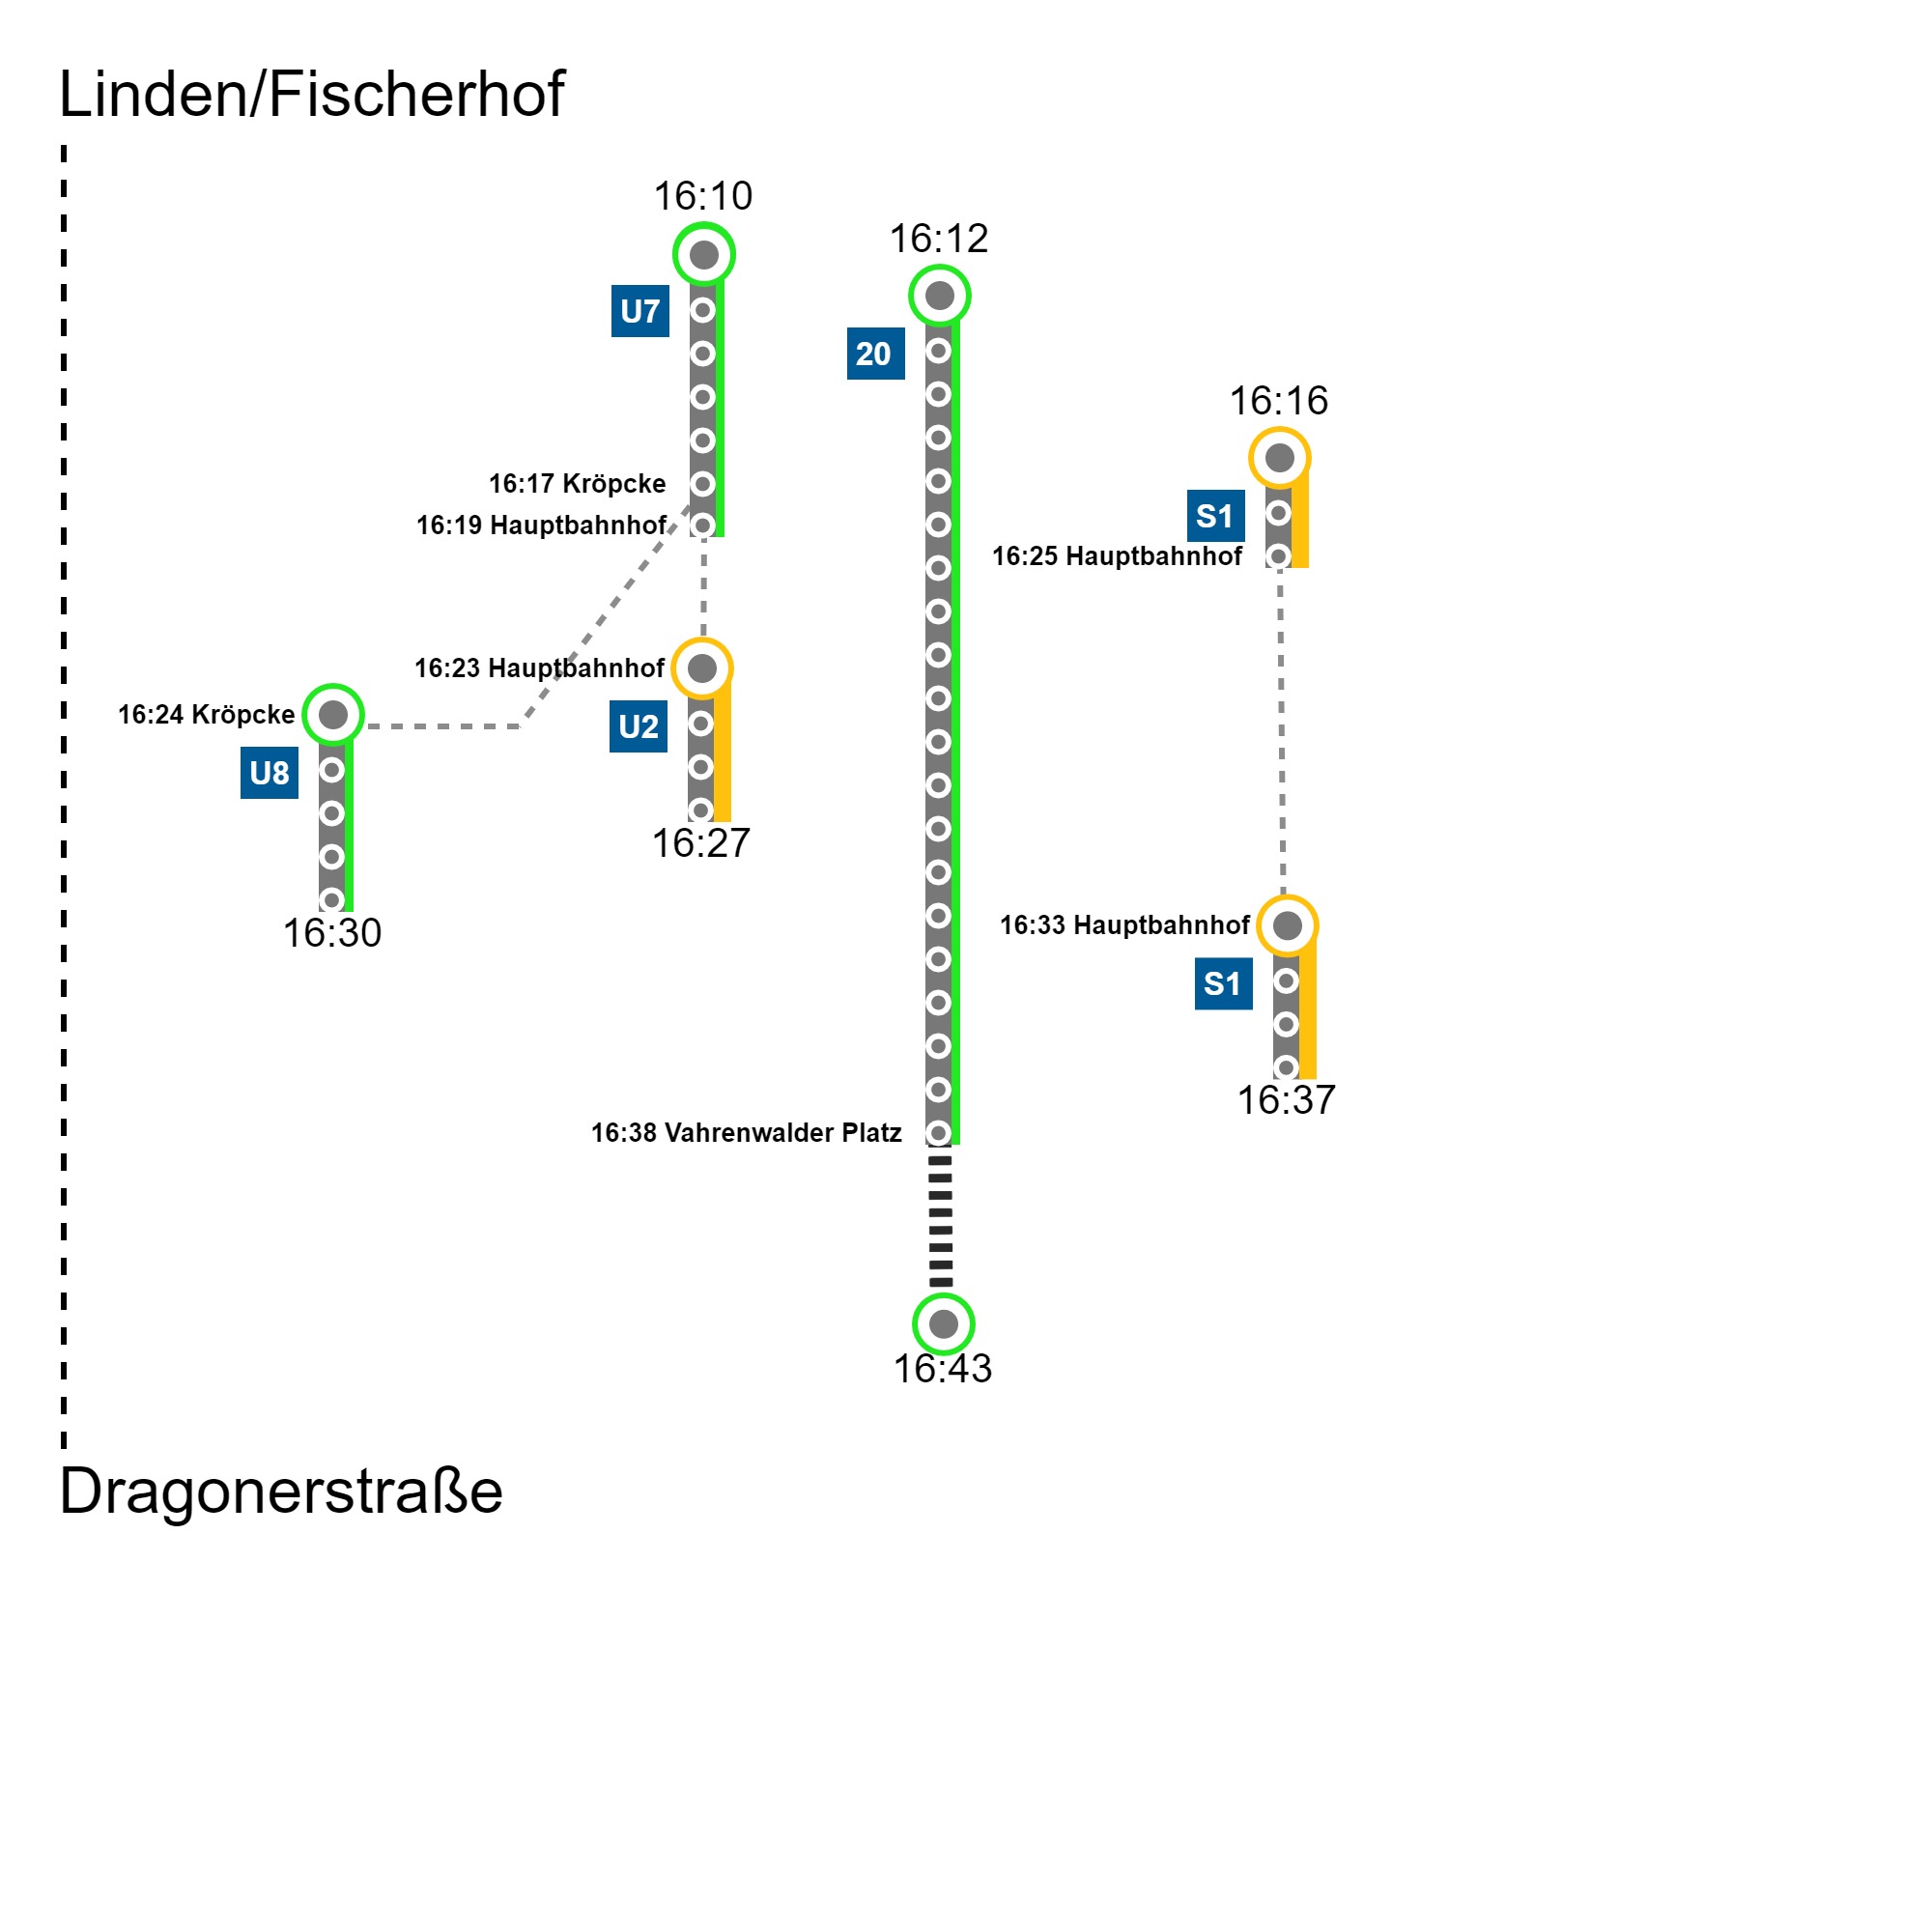 Linden/Fischerhof
16:10
U7
16:17 Kröpcke
16:19 Hauptbahnhof
16:23 Hauptbahnhof
U2
16:27
16:24 Kröpcke
U8
16:30
16:12
20
16:38 Vahrenwalder Platz
16:43
16:16
S1
16:25 Hauptbahnhof
16:33 Hauptbahnhof
S1
16:37
Dragonerstraße